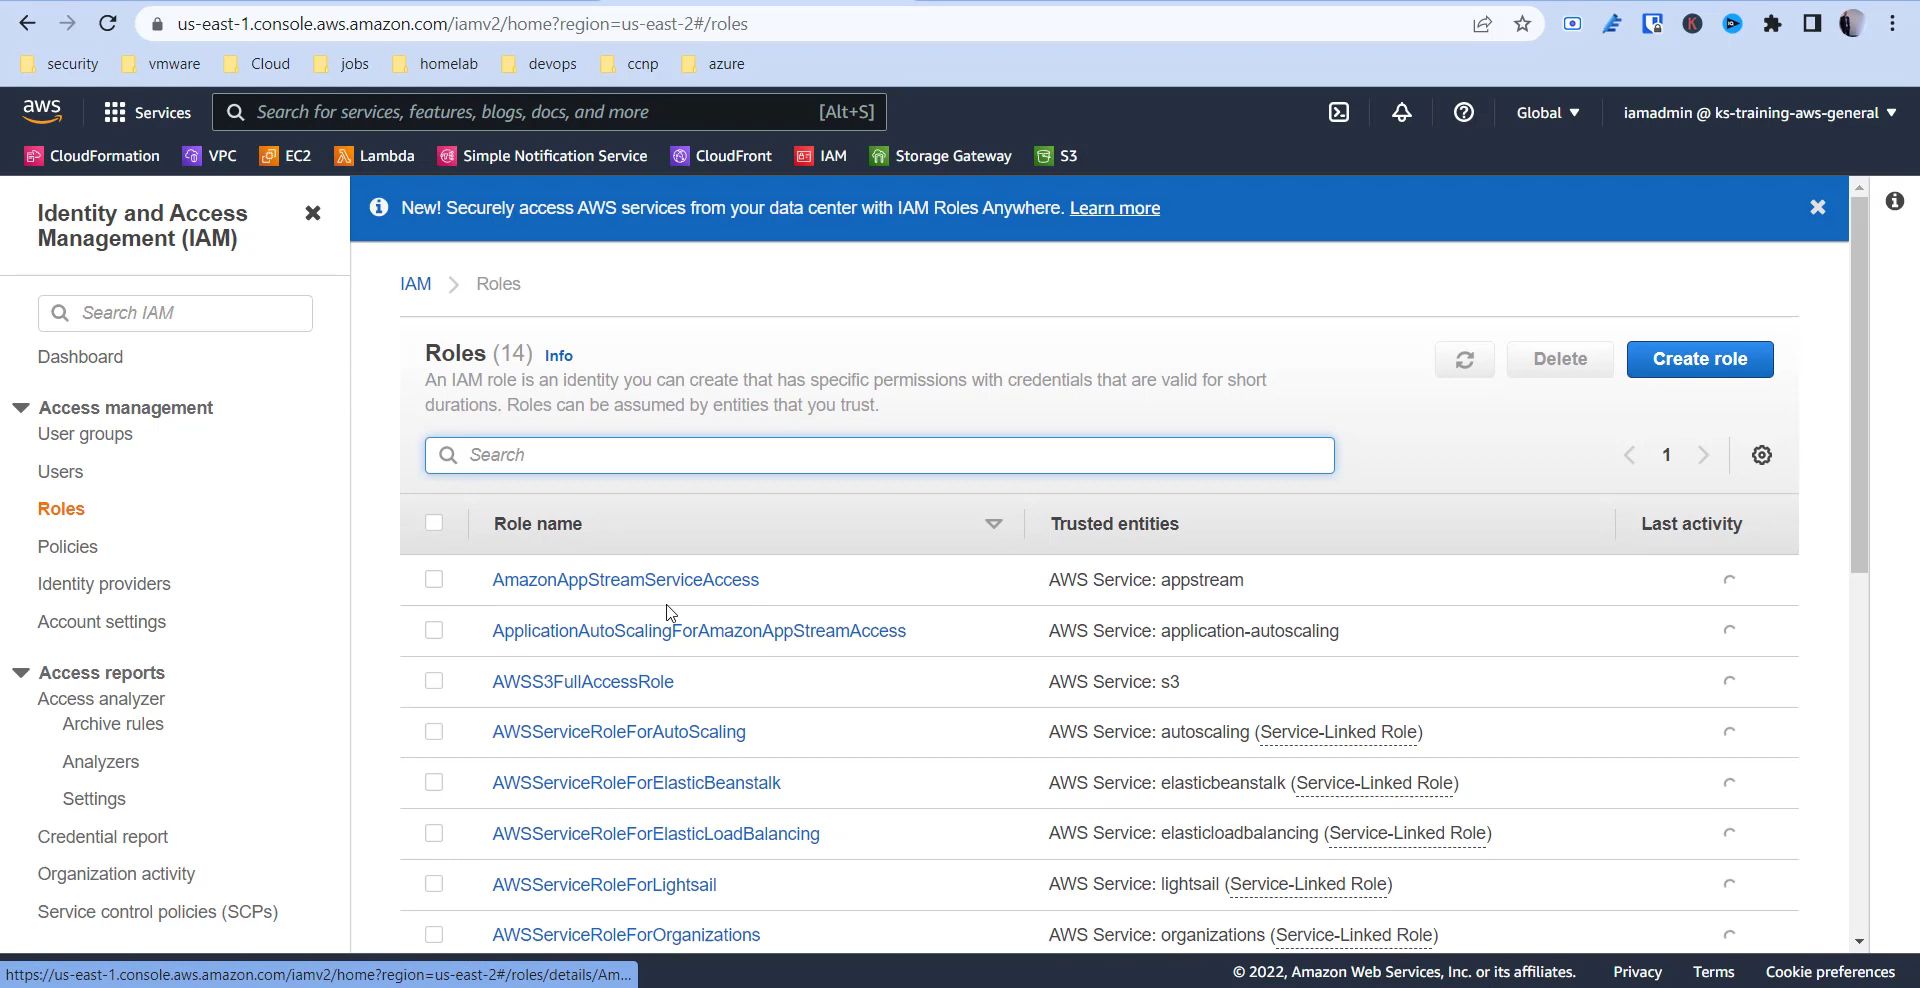 us-east-1.console.aws.amazon.com/iamv2/home?region=us-east-2#/roles
security vmware Cloud jobs homelab devops ccnp azure
aws Services Search for services, features, blogs, docs, and more [Alt+S] Global iamadmin @ ks-training-aws-general
CloudFormation VPC EC2 Lambda Simple Notification Service CloudFront IAM Storage Gateway S3
Identity and Access
Management (IAM)
Search IAM
Dashboard
Access management
User groups
Users
Roles
Policies
Identity providers
Account settings
Access reports
Access analyzer
Archive rules
Analyzers
Settings
Credential report
Organization activity
Service control policies (SCPs)
New! Securely access AWS services from your data center with IAM Roles Anywhere. Learn more
IAM Roles
Roles (14) Info
An IAM role is an identity you can create that has specific permissions with credentials that are valid for short
durations. Roles can be assumed by entities that you trust.
Delete Create role
Search
1
Role name Trusted entities Last activity
AmazonAppStreamServiceAccess AWS Service: appstream
ApplicationAutoScalingForAmazonAppStreamAccess AWS Service: application-autoscaling
AWSS3FullAccessRole AWS Service: s3
AWSServiceRoleForAutoScaling AWS Service: autoscaling (Service-Linked Role)
AWSServiceRoleForElasticBeanstalk AWS Service: elasticbeanstalk (Service-Linked Role)
AWSServiceRoleForElasticLoadBalancing AWS Service: elasticloadbalancing (Service-Linked Role)
AWSServiceRoleForLightsail AWS Service: lightsail (Service-Linked Role)
AWSServiceRoleForOrganizations AWS Service: organizations (Service-Linked Role)
https://us-east-1.console.aws.amazon.com/iamv2/home?region=us-east-2#/roles/details/Am...
© 2022, Amazon Web Services, Inc. or its affiliates. Privacy Terms Cookie preferences